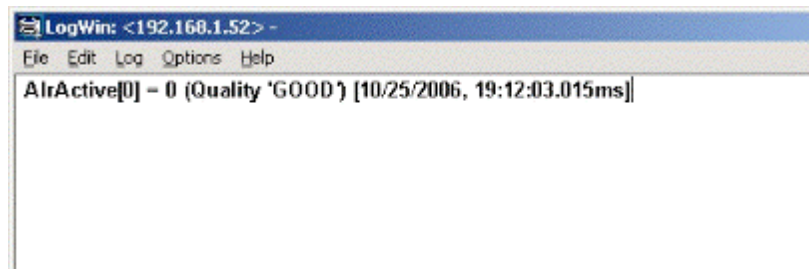 LogWin: <192.168.1.52> -
File Edit Log Options Help
AlrActive[0] = 0 (Quality 'GOOD') [10/25/2006, 19:12:03.015ms]